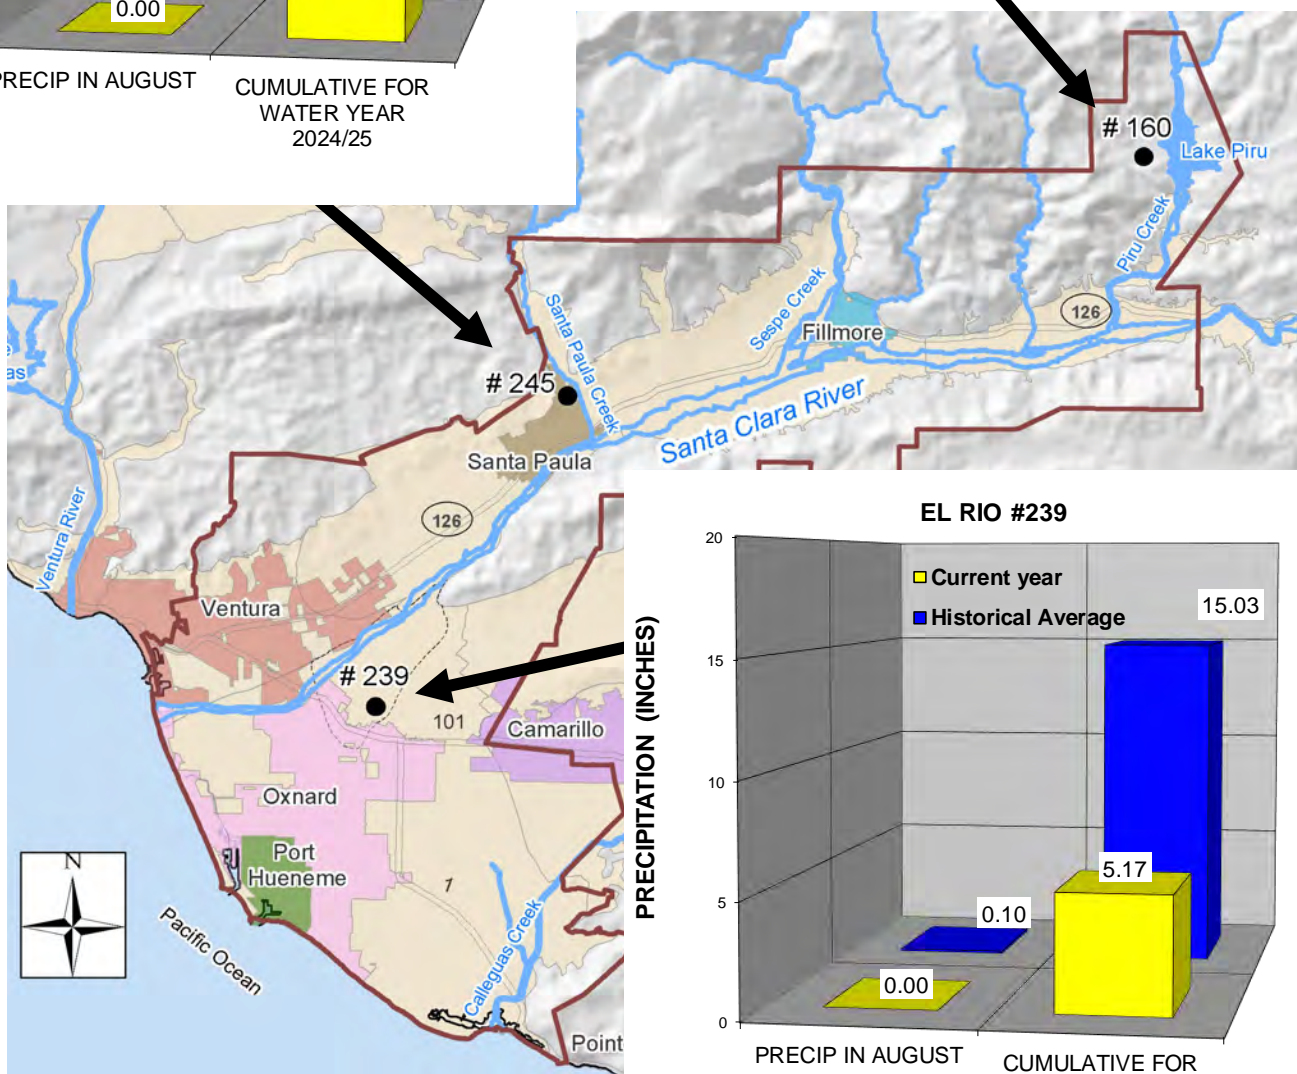 0.00
PRECIP IN AUGUST
CUMULATIVE FOR
WATER YEAR
2024/25
# 160
Lake Piru
Piru Creek
126
Sespe Creek
Fillmore
Santa Paula Creek
# 245
Santa Clara River
Santa Paula
as
126
Ventura River
Ventura
# 239
101
Camarillo
Oxnard
Port
Hueneme
1
N
Pacific Ocean
Calleguas Creek
Point
EL RIO #239
PRECIPITATION (INCHES)
20
15
10
5
0
Current year
Historical Average
15.03
5.17
0.10
0.00
PRECIP IN AUGUST
CUMULATIVE FOR